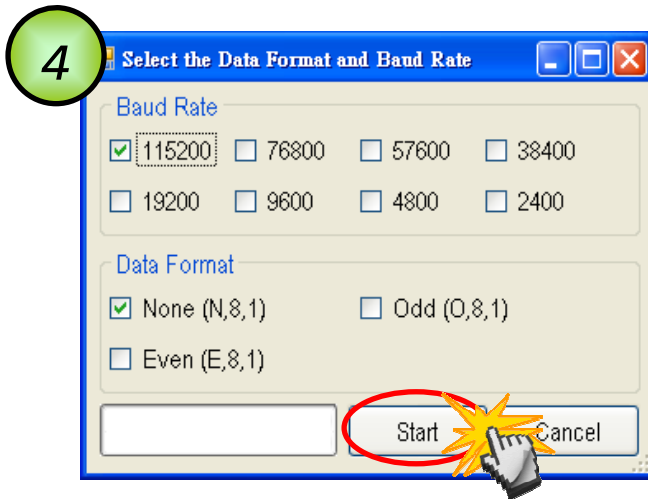 4
Select the Data Format and Baud Rate
Baud Rate
115200 76800 57600 38400
19200 9600 4800 2400
Data Format
None (N,8,1) Odd (O,8,1)
Even (E,8,1)
Start Cancel